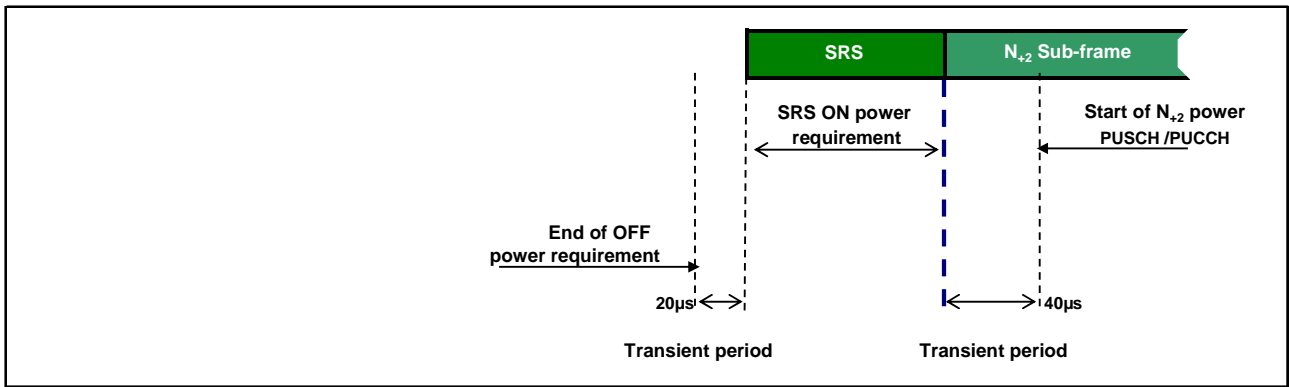 SRS
N+2 Sub-frame
SRS ON power
requirement
Start of N+2 power
PUSCH /PUCCH
End of OFF
power requirement
20µs
40µs
Transient period
Transient period